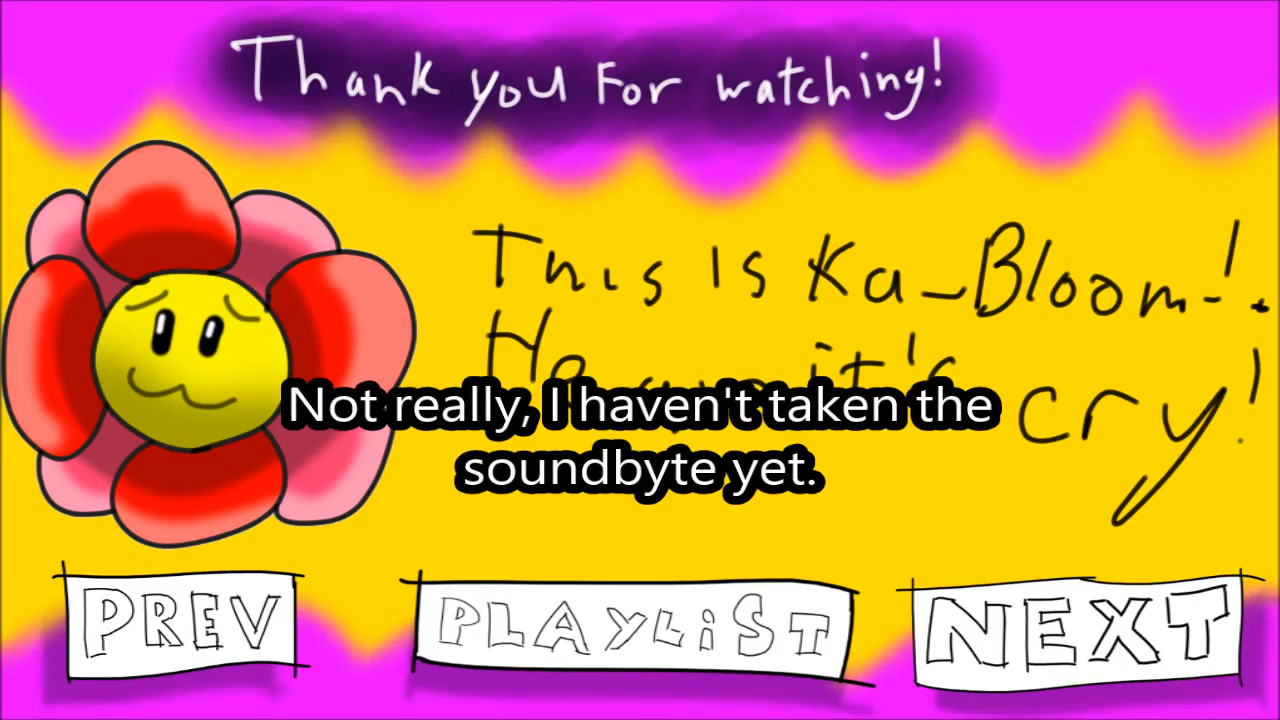 Thank you For watching!
This is Ka-Bloom!.
it's cry!
Not really, I haven't taken the
soundbyte yet.
PREV
PLAYLiST
NEXT